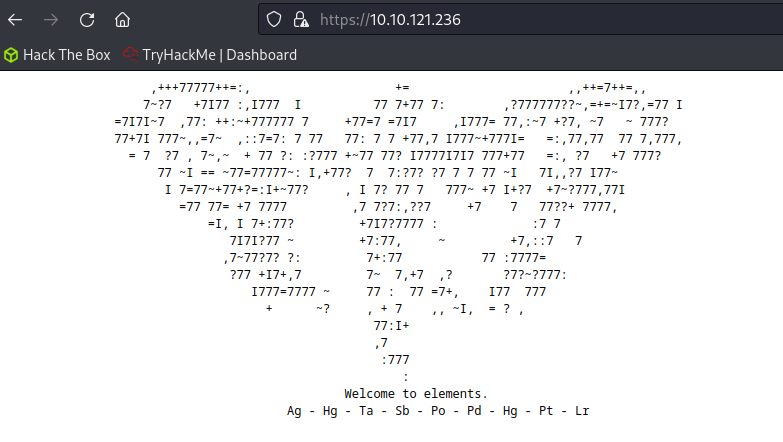 https://10.10.121.236
Hack The Box TryHackMe | Dashboard
,+++77777++=:,                    +=                      ,,++=7++=,,
    7~?7   +7I77 :,I777  I          77 7+77 7:        ,?777777??~,=+=~I7?,=77 I
=7I7I~7  ,77: ++:~+777777 7     +77=7 =7I7     ,I777= 77,:~7 +?7, ~7   ~ 777?
77+7I 777~,,=7~  ,::7=7: 7 77   77: 7 7 +77,7 I777~+777I=   =:,77,77  77 7,777,
  = 7  ?7 , 7~,~  + 77 ?: :?777 +~77 77? I7777I7I7 777+77   =:, ?7   +7 777?
      77 ~I == ~77=77777~: I,+77?  7  7:?7? ?7 7 7 77 ~I   7I,,?7 I77~
       I 7=77~+77+?=:I+~77?     , I 7? 77 7   777~ +7 I+?7  +7~?777,77I
         =77 77= +7 7777         ,7 7?7:,??7     +7    7   77??+ 7777,
             =I, I 7+:77?         +7I7?7777 :             :7 7
                7I7I?77 ~         +7:77,     ~         +7,::7   7
               ,7~77?7? ?:         7+:77           77 :7777=
                ?77 +I7+,7         7~  7,+7  ,?       ?7?~?777:
                   I777=7777 ~     77 :  77 =7+,    I77  777
                     +      ~?     , + 7    ,, ~I,  = ? ,
                                    77:I+
                                    ,7
                                     :777
                                        :
Welcome to elements.
Ag - Hg - Ta - Sb - Po - Pd - Hg - Pt - Lr